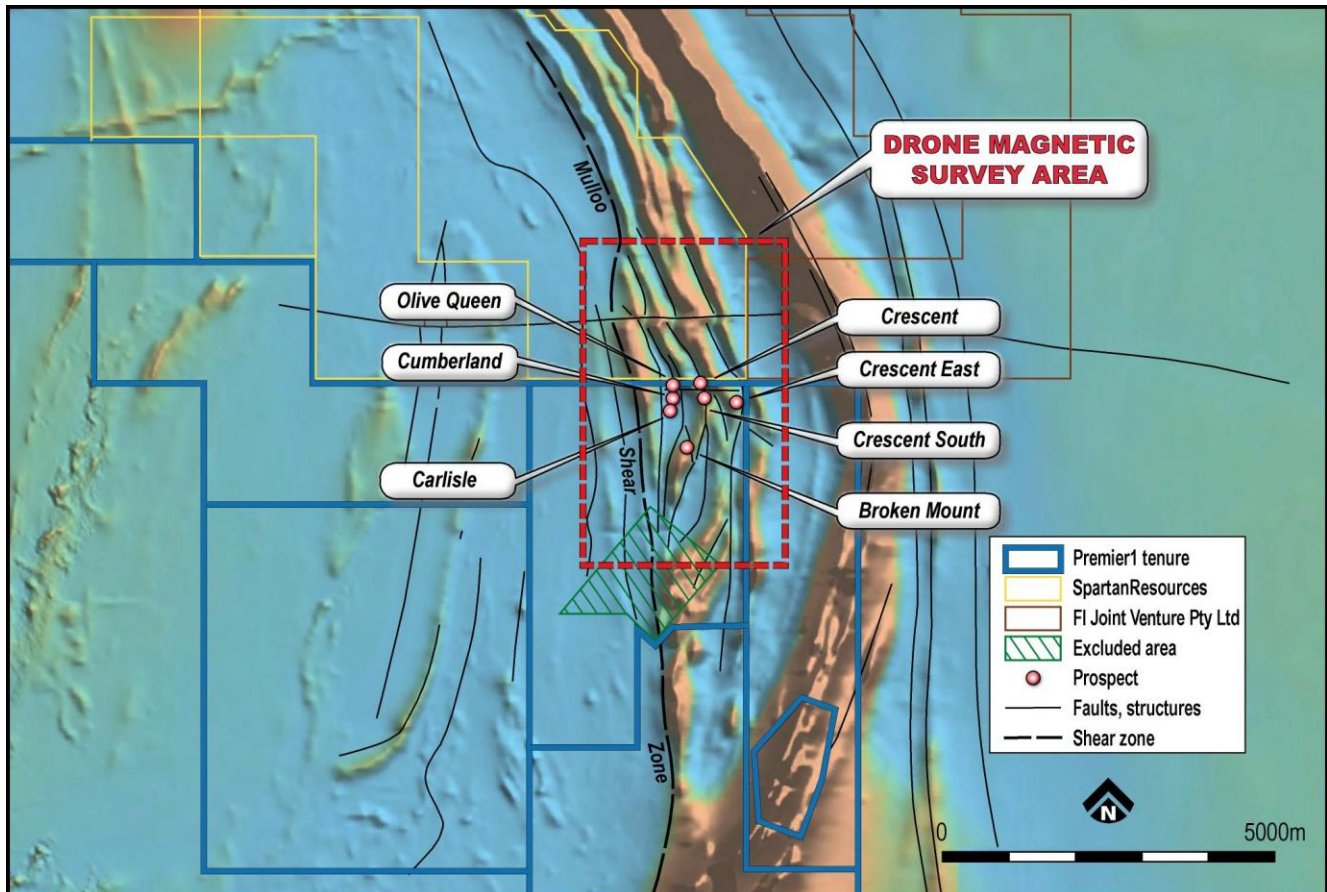 DRONE MAGNETIC
SURVEY AREA
Mulloo
Olive Queen
Crescent
Cumberland
Crescent East
Shear
Crescent South
Carlisle
Broken Mount
Zone
Premier1 tenure
SpartanResources
FI Joint Venture Pty Ltd
Excluded area
Prospect
Faults, structures
Shear zone
N
0
5000m